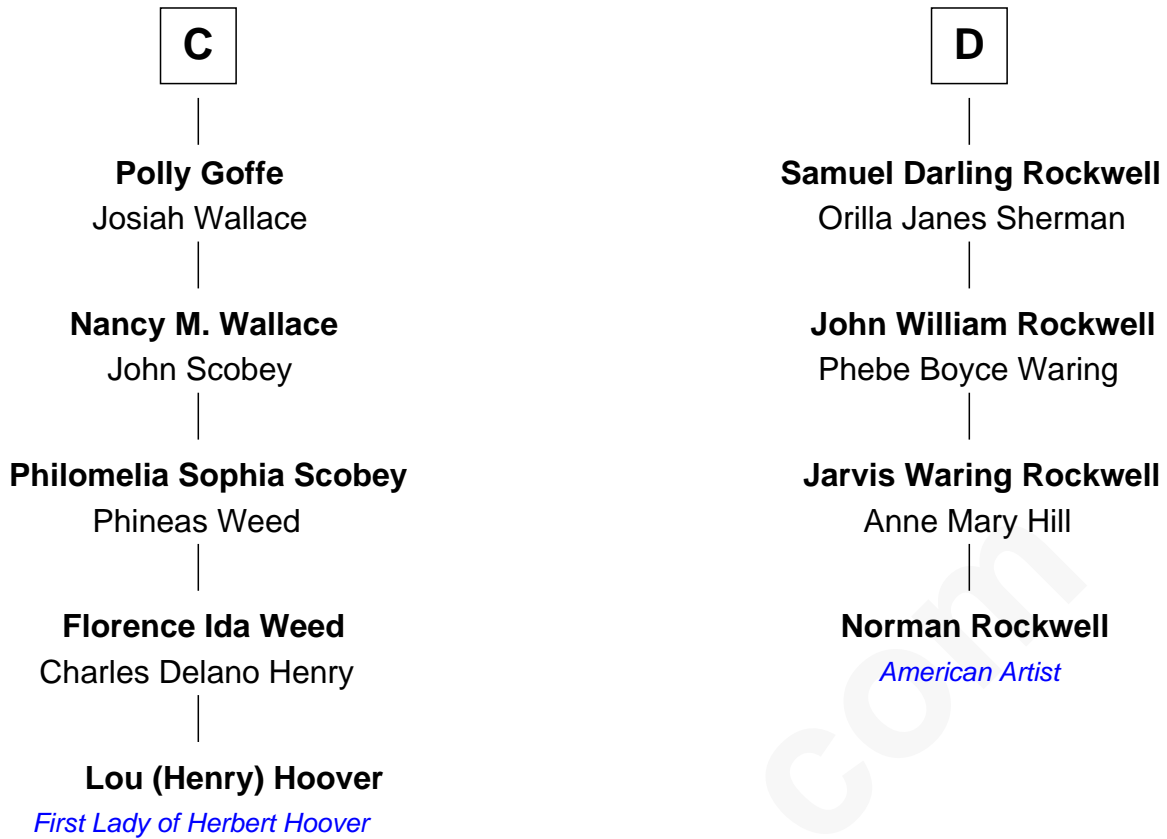 C
Polly Goffe
Josiah Wallace
Nancy M. Wallace
John Scobey
Philomelia Sophia Scobey
Phineas Weed
Florence Ida Weed
Charles Delano Henry
Lou (Henry) Hoover
First Lady of Herbert Hoover
D
Samuel Darling Rockwell
Orilla Janes Sherman
John William Rockwell
Phebe Boyce Waring
Jarvis Waring Rockwell
Anne Mary Hill
Norman Rockwell
American Artist
com